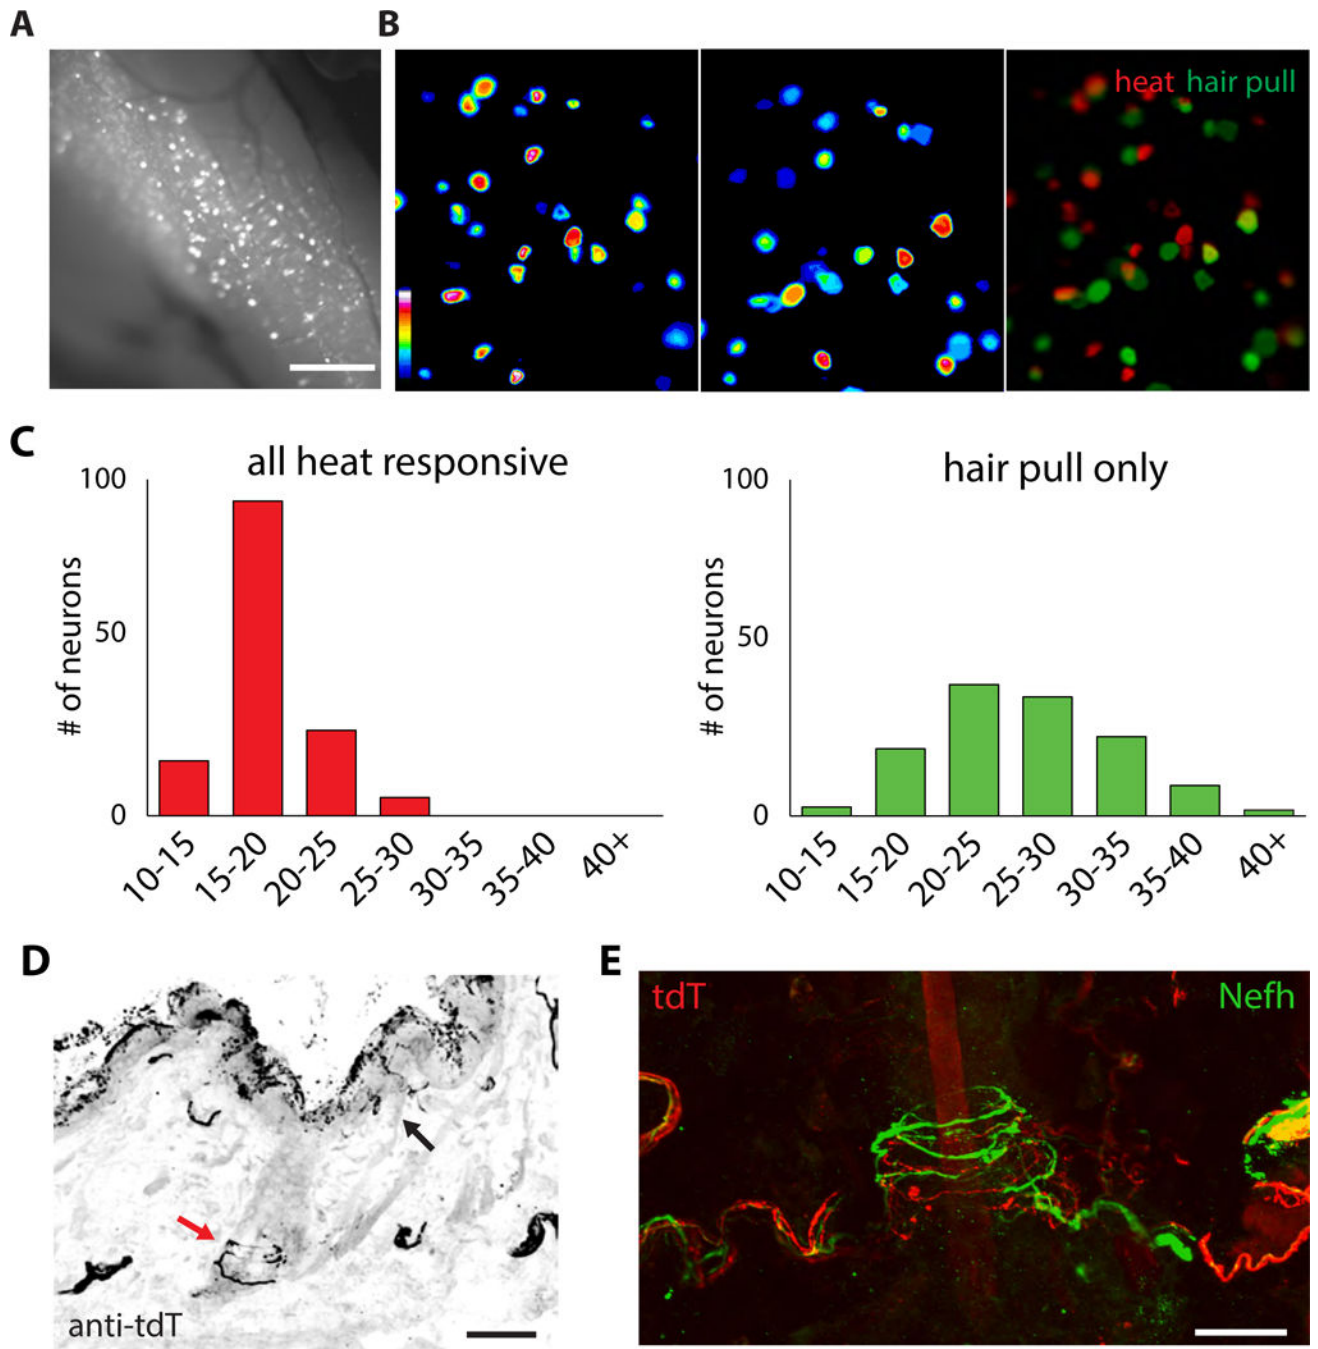 A
B
heat hair pull
C
all heat responsive
hair pull only
100
50
0
# of neurons
10-15
15-20
20-25
25-30
30-35
35-40
40+
100
50
0
# of neurons
10-15
15-20
20-25
25-30
30-35
35-40
40+
D
anti-tdT
E
tdT
Nefh